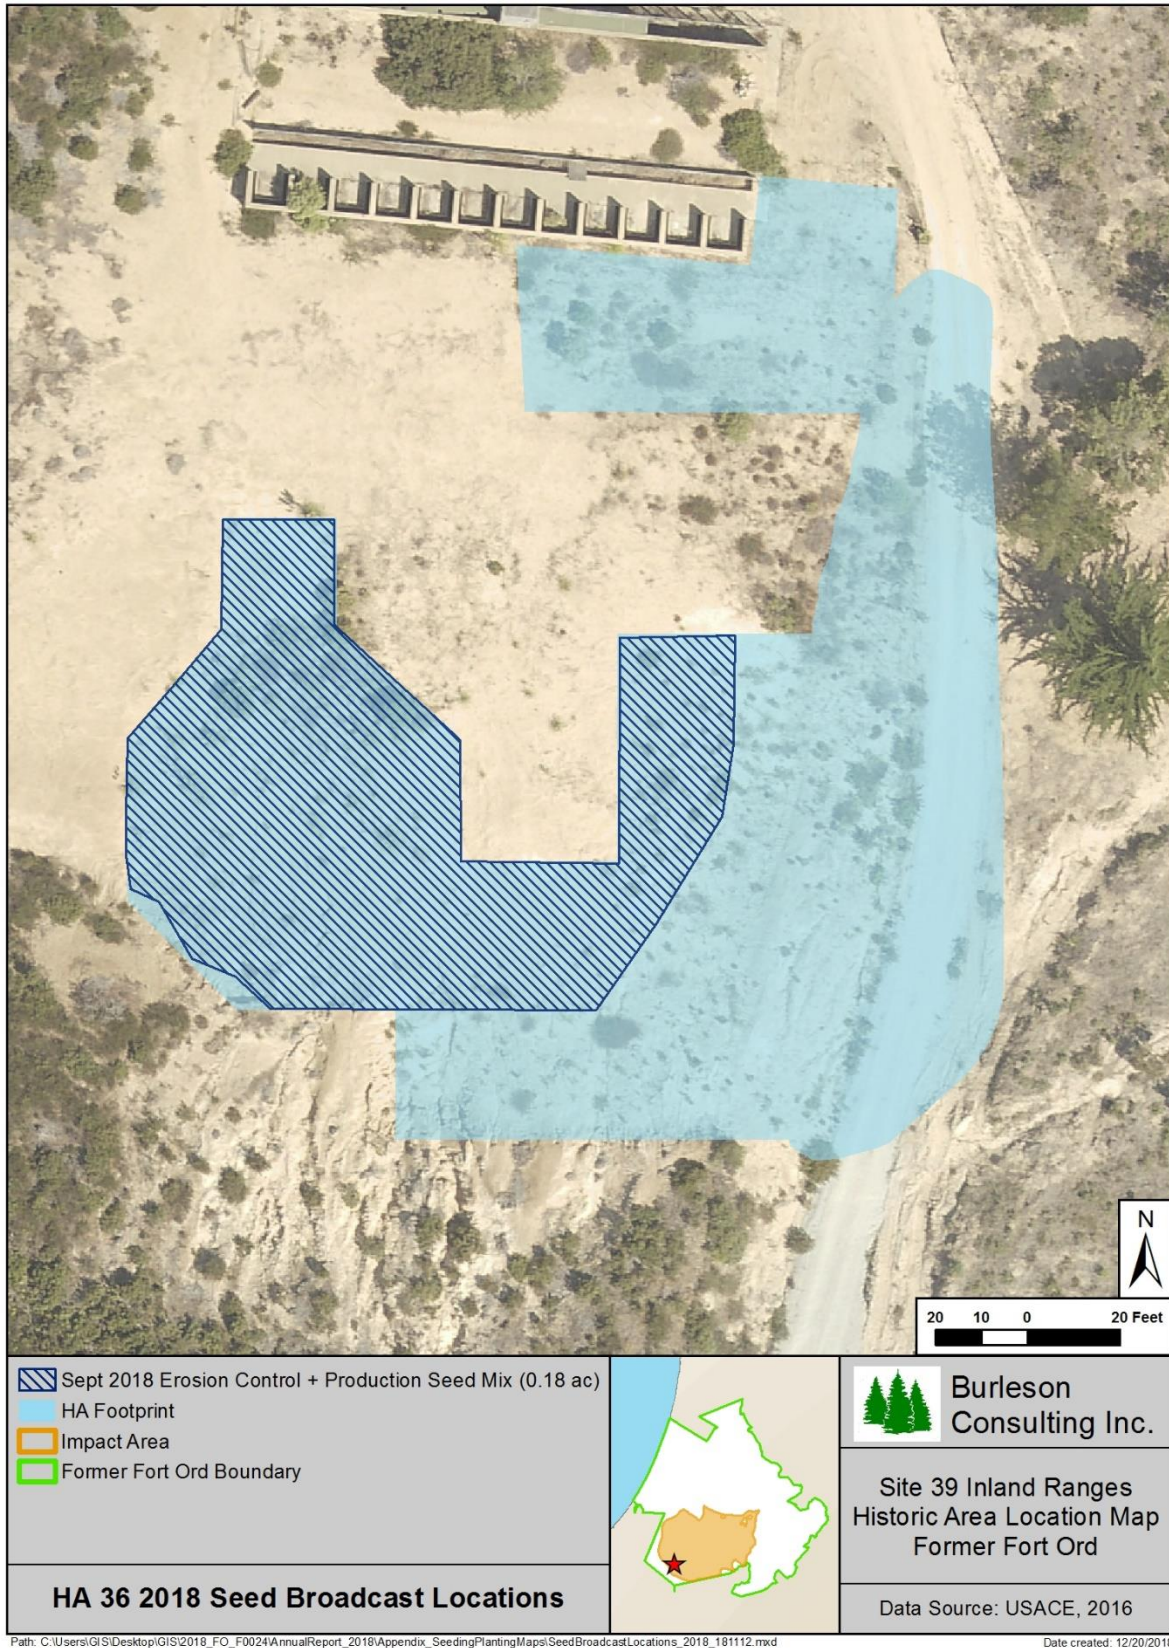 N
20 10 0 20 Feet
Sept 2018 Erosion Control + Production Seed Mix (0.18 ac)
HA Footprint
Impact Area
Former Fort Ord Boundary
HA 36 2018 Seed Broadcast Locations
Burleson
Consulting Inc.
Site 39 Inland Ranges
Historic Area Location Map
Former Fort Ord
Data Source: USACE, 2016
Path: C:\Users\GIS\Desktop\GIS\2018_FO_F0024\AnnualReport_2018\Appendix_SeedingPlantingMaps\SeedBroadcastLocations_2018_181112.mxd
Date created: 12/20/2018